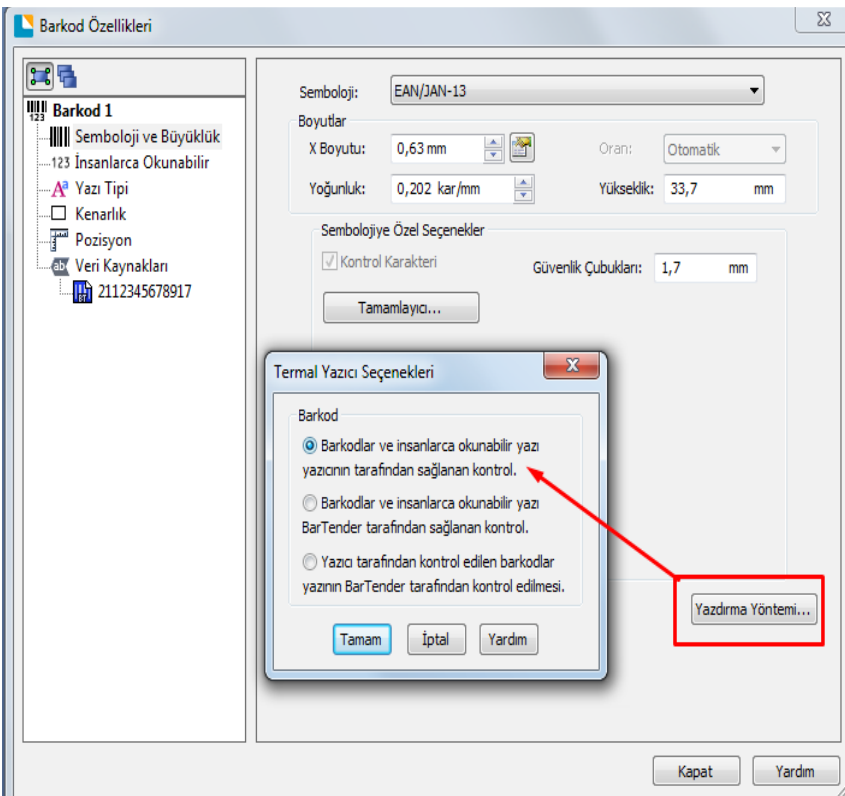 Barkod Özellikleri
Barkod 1
Semboloji ve Büyüklük
123 İnsanlarca Okunabilir
Yazı Tipi
Kenarlık
Pozisyon
Veri Kaynakları
2112345678917
Semboloji: EAN/JAN-13
Boyutlar
X Boyutu: 0,63 mm Oran: Otomatik
Yoğunluk: 0,202 kar/mm Yükseklik: 33,7 mm
Sembolojiye Özel Seçenekler
Kontrol Karakteri Güvenlik Çubukları: 1,7 mm
Tamamlayıcı...
Termal Yazıcı Seçenekleri
Barkod
Barkodlar ve insanlarca okunabilir yazı
yazıcının tarafından sağlanan kontrol.
Barkodlar ve insanlarca okunabilir yazı
BarTender tarafından sağlanan kontrol.
Yazıcı tarafından kontrol edilen barkodlar
yazının BarTender tarafından kontrol edilmesi.
Tamam İptal Yardım
Yazdırma Yöntemi...
Kapat Yardım